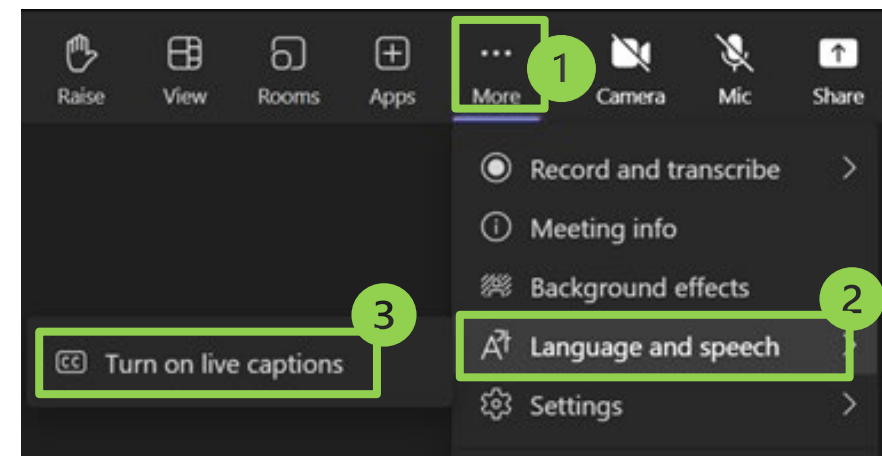 Raise View Rooms Apps More 1 Camera Mic Share
Record and transcribe
Meeting info
Background effects
2
3
Language and speech
CC Turn on live captions
Settings